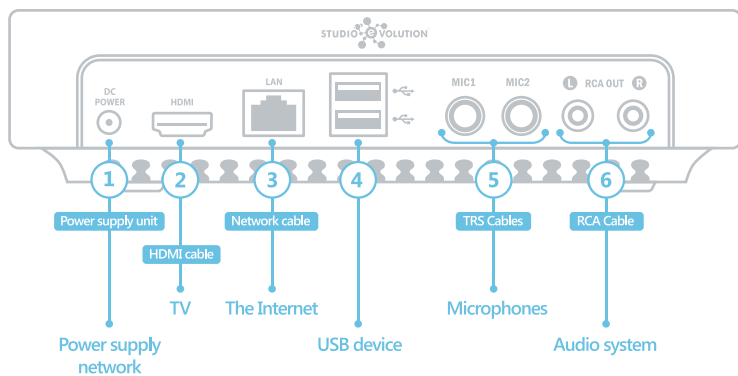 STUDIO EVOLUTION
DC
POWER
HDMI
LAN
MIC1
MIC2
L RCA OUT R
1
2
3
4
5
6
Power supply unit
HDMI cable
Network cable
TRS Cables
RCA Cable
TV
The Internet
Microphones
Power supply
network
USB device
Audio system